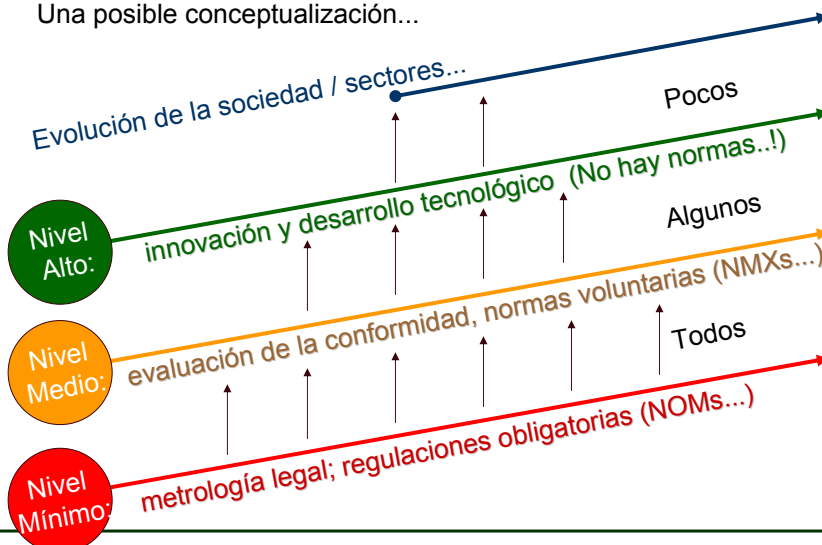 Una posible conceptualización...
Evolución de la sociedad / sectores...
Pocos
Nivel
Alto:
innovación y desarrollo tecnológico (No hay normas..!)
Algunos
Nivel
Medio:
evaluación de la conformidad, normas voluntarias (NMXs...)
Todos
Nivel
Mínimo:
metrología legal; regulaciones obligatorias (NOMs...)